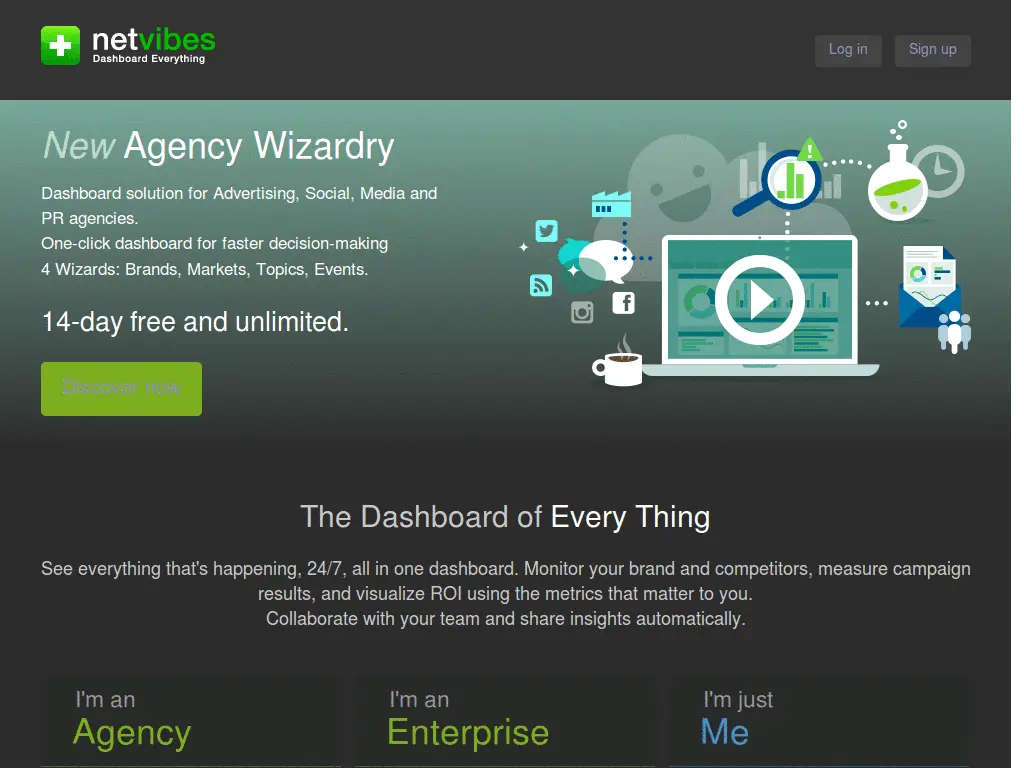 netvibes
Dashboard Everything
Log in
Sign up
New Agency Wizardry
Dashboard solution for Advertising, Social, Media and
PR agencies.
One-click dashboard for faster decision-making
4 Wizards: Brands, Markets, Topics, Events.
14-day free and unlimited.
Discover now
The Dashboard of Every Thing
See everything that's happening, 24/7, all in one dashboard. Monitor your brand and competitors, measure campaign
results, and visualize ROI using the metrics that matter to you.
Collaborate with your team and share insights automatically.
I'm an
Agency
I'm an
Enterprise
I'm just
Me